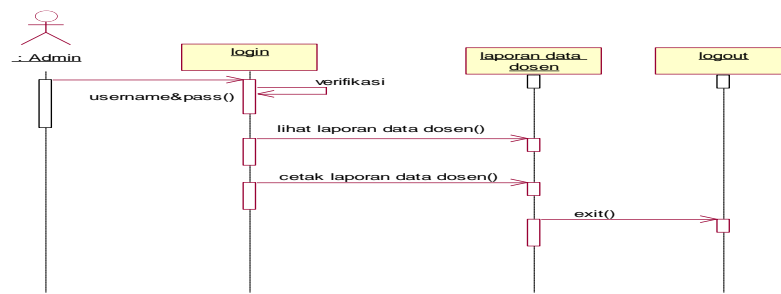 : Admin
login
laporan data
dosen
logout
verifikasi
username&pass()
lihat laporan data dosen()
cetak laporan data dosen()
exit()